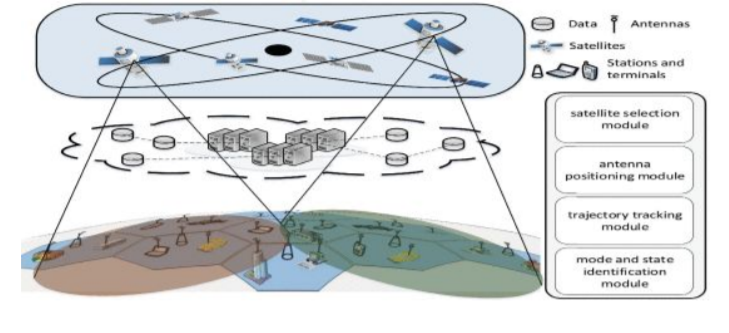 Data
Antennas
Satellites
Stations and
terminals
satellite selection
module
antenna
positioning module
trajectory tracking
module
mode and state
identification
module